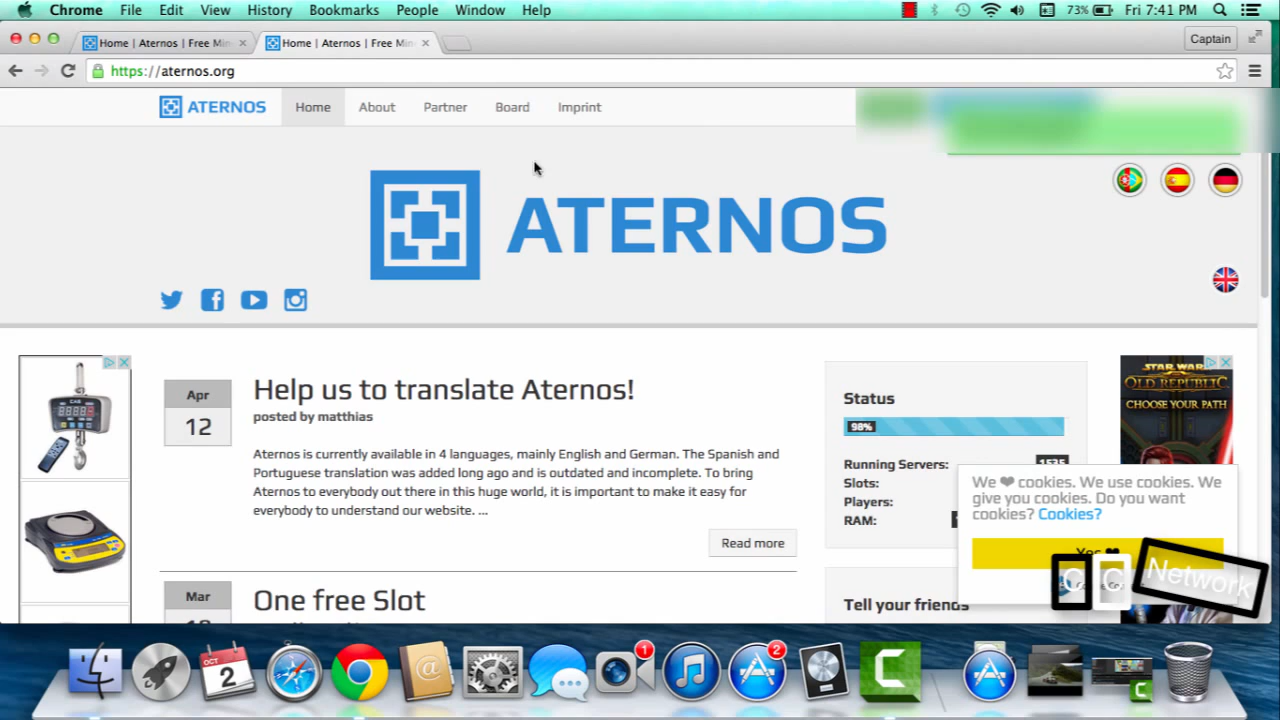 Chrome File Edit View History Bookmarks People Window Help 73% Fri 7:41 PM
Home | Aternos | Free Min Home | Aternos | Free Min Captain
https://aternos.org
ATERNOS Home About Partner Board Imprint
ATERNOS
Apr
12
Help us to translate Aternos!
posted by matthias
Aternos is currently available in 4 languages, mainly English and German. The Spanish and
Portuguese translation was added long ago and is outdated and incomplete. To bring
Aternos to everybody out there in this huge world, it is important to make it easy for
everybody to understand our website. ...
Read more
Mar
One free Slot
Status
98%
Running Servers:
Slots:
Players:
RAM:
Tell your friends
STAR WARS
OLD REPUBLIC
CHOOSE YOUR PATH
We ❤ cookies. We use cookies. We
give you cookies. Do you want
cookies? Cookies?
Yes ❤
C C Network
OCT
2
1
2